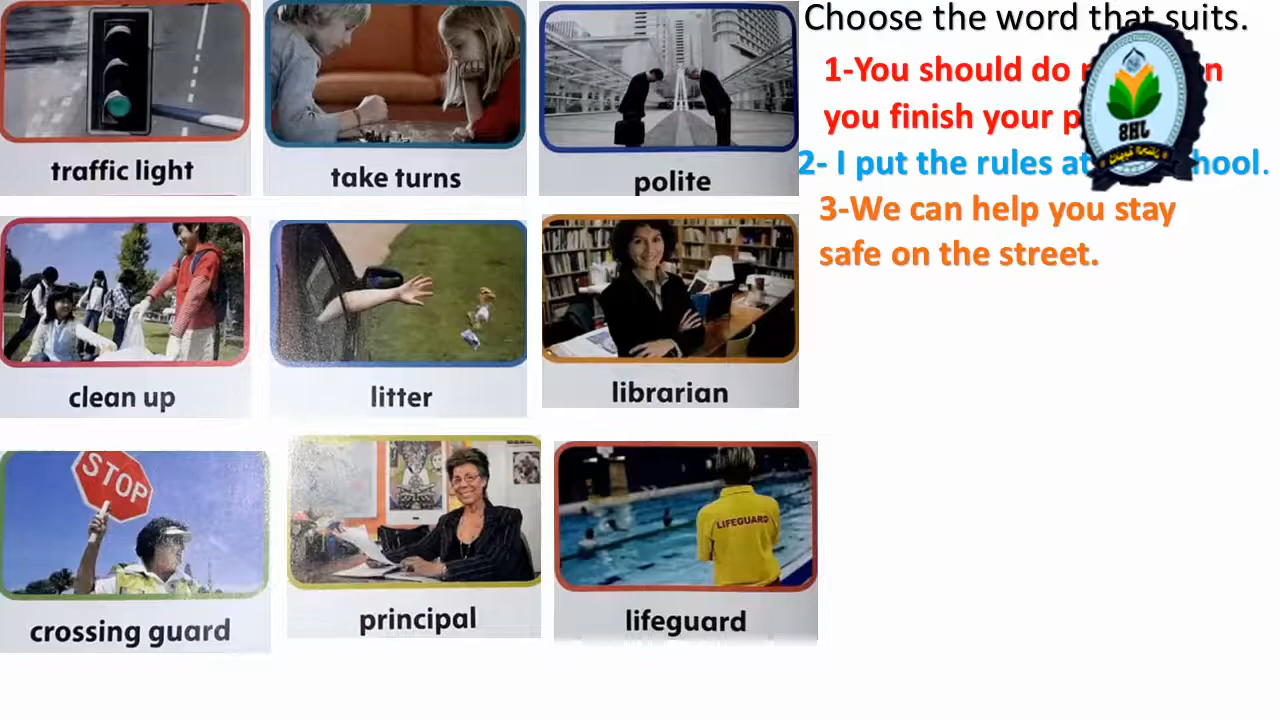 Choose the word that suits.
1-You should do
you finish your
2- I put the rules at
3-We can help you stay
safe on the street.
traffic light
take turns
polite
clean up
litter
librarian
STOP
LIFEGUARD
crossing guard
principal
lifeguard
SHB